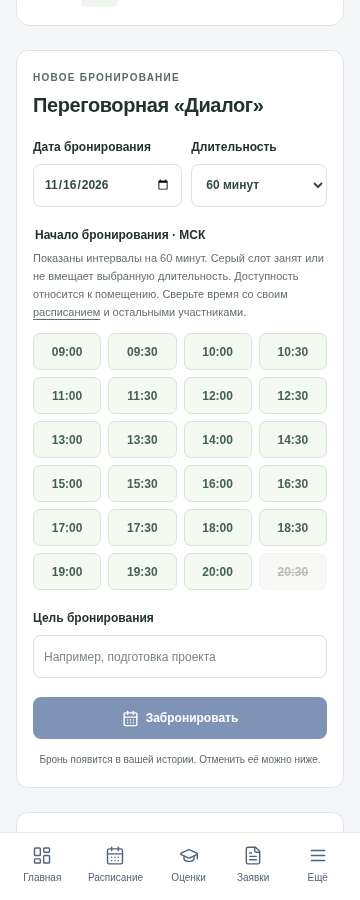 НОВОЕ БРОНИРОВАНИЕ
Переговорная «Диалог»
Дата бронирования
Длительность
11/16/2026
60 минут
Начало бронирования · МСК
Показаны интервалы на 60 минут. Серый слот занят или
не вмещает выбранную длительность. Доступность
относится к помещению. Сверьте время со своим
расписанием и остальными участниками.
09:00 09:30 10:00 10:30
11:00 11:30 12:00 12:30
13:00 13:30 14:00 14:30
15:00 15:30 16:00 16:30
17:00 17:30 18:00 18:30
19:00 19:30 20:00 20:30
Цель бронирования
Например, подготовка проекта
Забронировать
Бронь появится в вашей истории. Отменить её можно ниже.
Главная Расписание Оценки Заявки Ещё